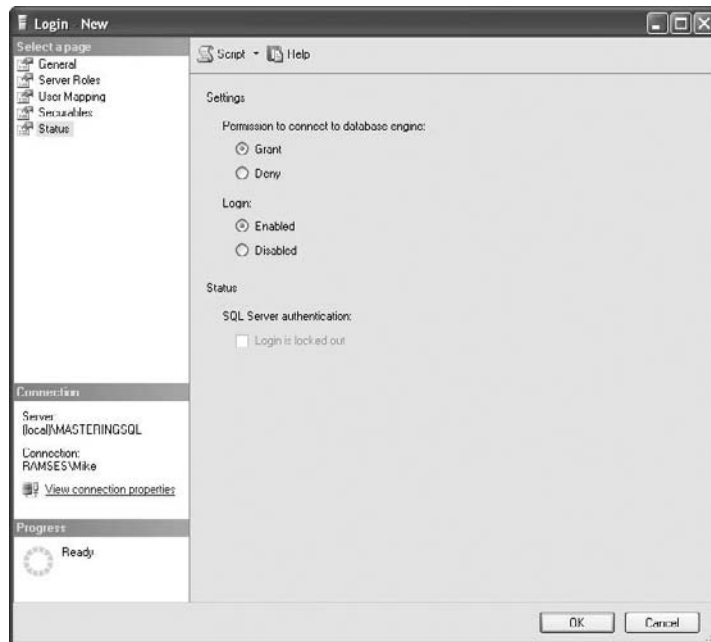 Login - New
Select a page
General
Server Roles
User Mapping
Securables
Status
Script Help
Settings
Permission to connect to database engine:
Grant
Deny
Login:
Enabled
Disabled
Status
SQL Server authentication:
Login is locked out
Connection
Server:
(local)\MASTERINGSQL
Connection:
RAMSES\Mike
View connection properties
Progress
Ready
OK Cancel